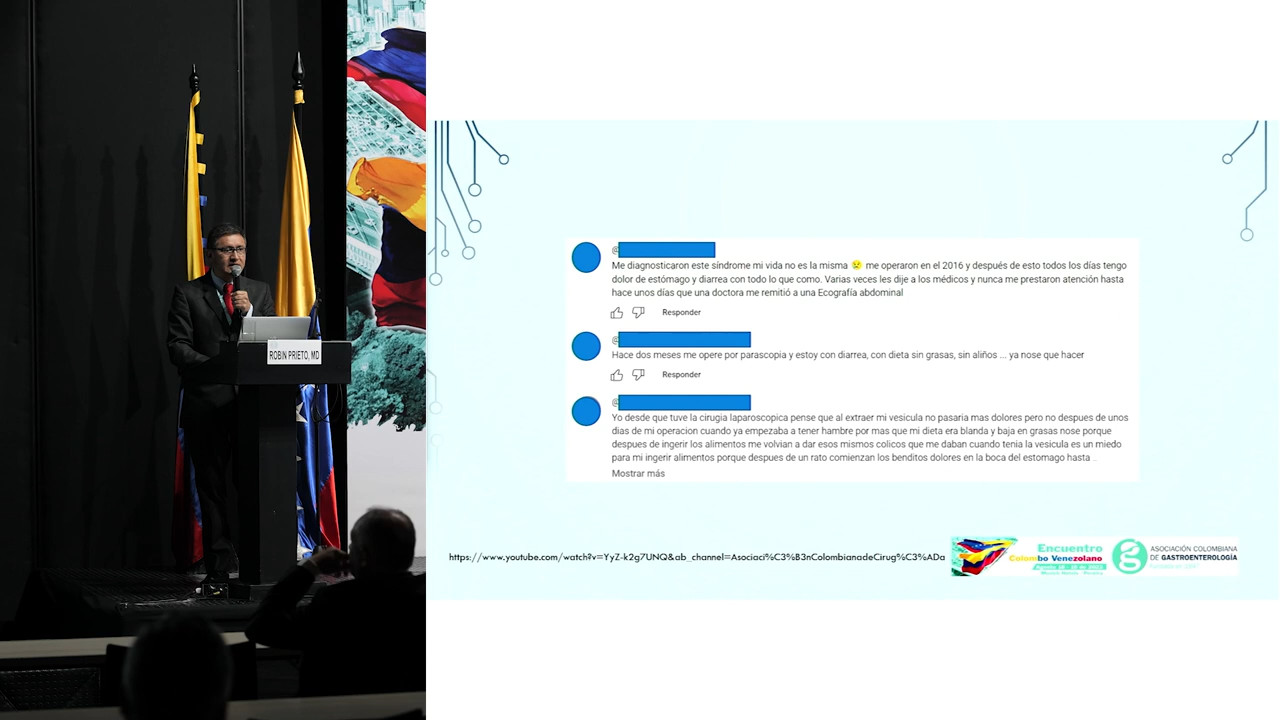 ROBIN PRIETO, MD
@
Me diagnosticaron este síndrome mi vida no es la misma 😢 me operaron en el 2016 y después de esto todos los días tengo
dolor de estómago y diarrea con todo lo que como. Varias veces les dije a los médicos y nunca me prestaron atención hasta
hace unos días que una doctora me remitió a una Ecografía abdominal
Responder
@
Hace dos meses me opere por parascopia y estoy con diarrea, con dieta sin grasas, sin aliños ... ya nose que hacer
Responder
@
Yo desde que tuve la cirugia laparoscopica pense que al extraer mi vesicula no pasaria mas dolores pero no despues de unos
dias de mi operacion cuando ya empezaba a tener hambre por mas que mi dieta era blanda y baja en grasas nose porque
despues de ingerir los alimentos me volvian a dar esos mismos colicos que me daban cuando tenia la vesicula es un miedo
para mi ingerir alimentos porque despues de un rato comienzan los benditos dolores en la boca del estomago hasta ...
Mostrar más
https://www.youtube.com/watch?v=YyZ-k2g7UNQ&ab_channel=Asociaci%C3%B3nColombianadeCirug%C3%ADa
Encuentro
Colombo Venezolano
ASOCIACIÓN COLOMBIANA
DE GASTROENTEROLOGÍA